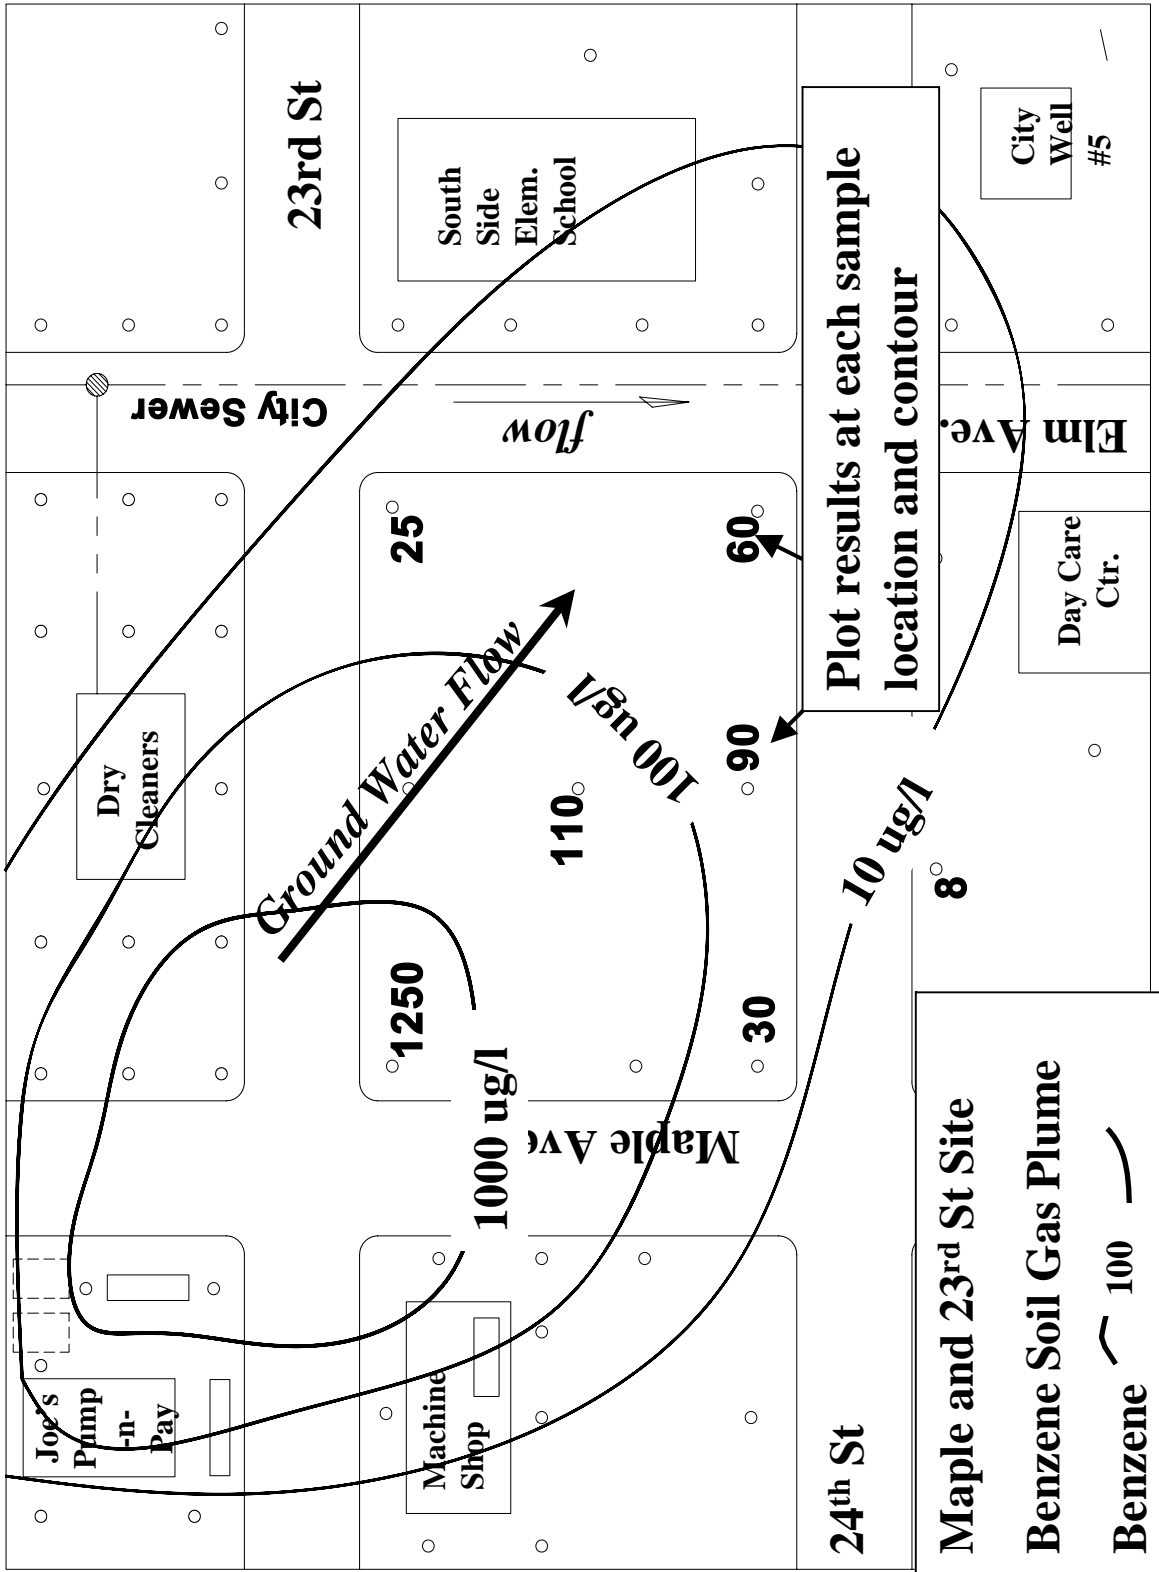 23rd St
South
Side
Elem.
School
City
Well
#5
City Sewer
flow
Elm Ave.
Plot results at each sample
location and contour
Dry
Cleaners
Ground Water Flow
25
60
90
110
100 ug/l
10 ug/l
8
Day Care
Ctr.
1250
30
1000 ug/l
Maple Ave
Joe's
Pump
-n-
Pay
Machine
Shop
24th St
Maple and 23rd St Site
Benzene Soil Gas Plume
Benzene 100